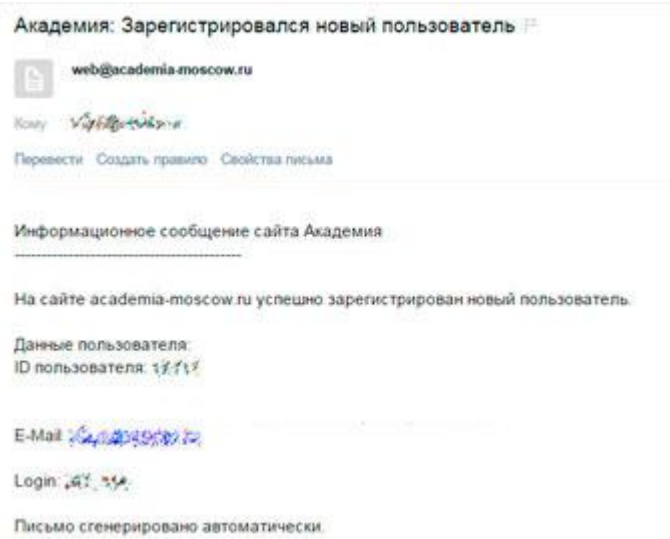 Академия: Зарегистрировался новый пользователь
web@academia-moscow.ru
Кому
Перевести Создать правило Свойства письма
Информационное сообщение сайта Академия
------------------------------------------
На сайте academia-moscow.ru успешно зарегистрирован новый пользователь.
Данные пользователя:
ID пользователя:
E-Mail:
Login:
Письмо сгенерировано автоматически.